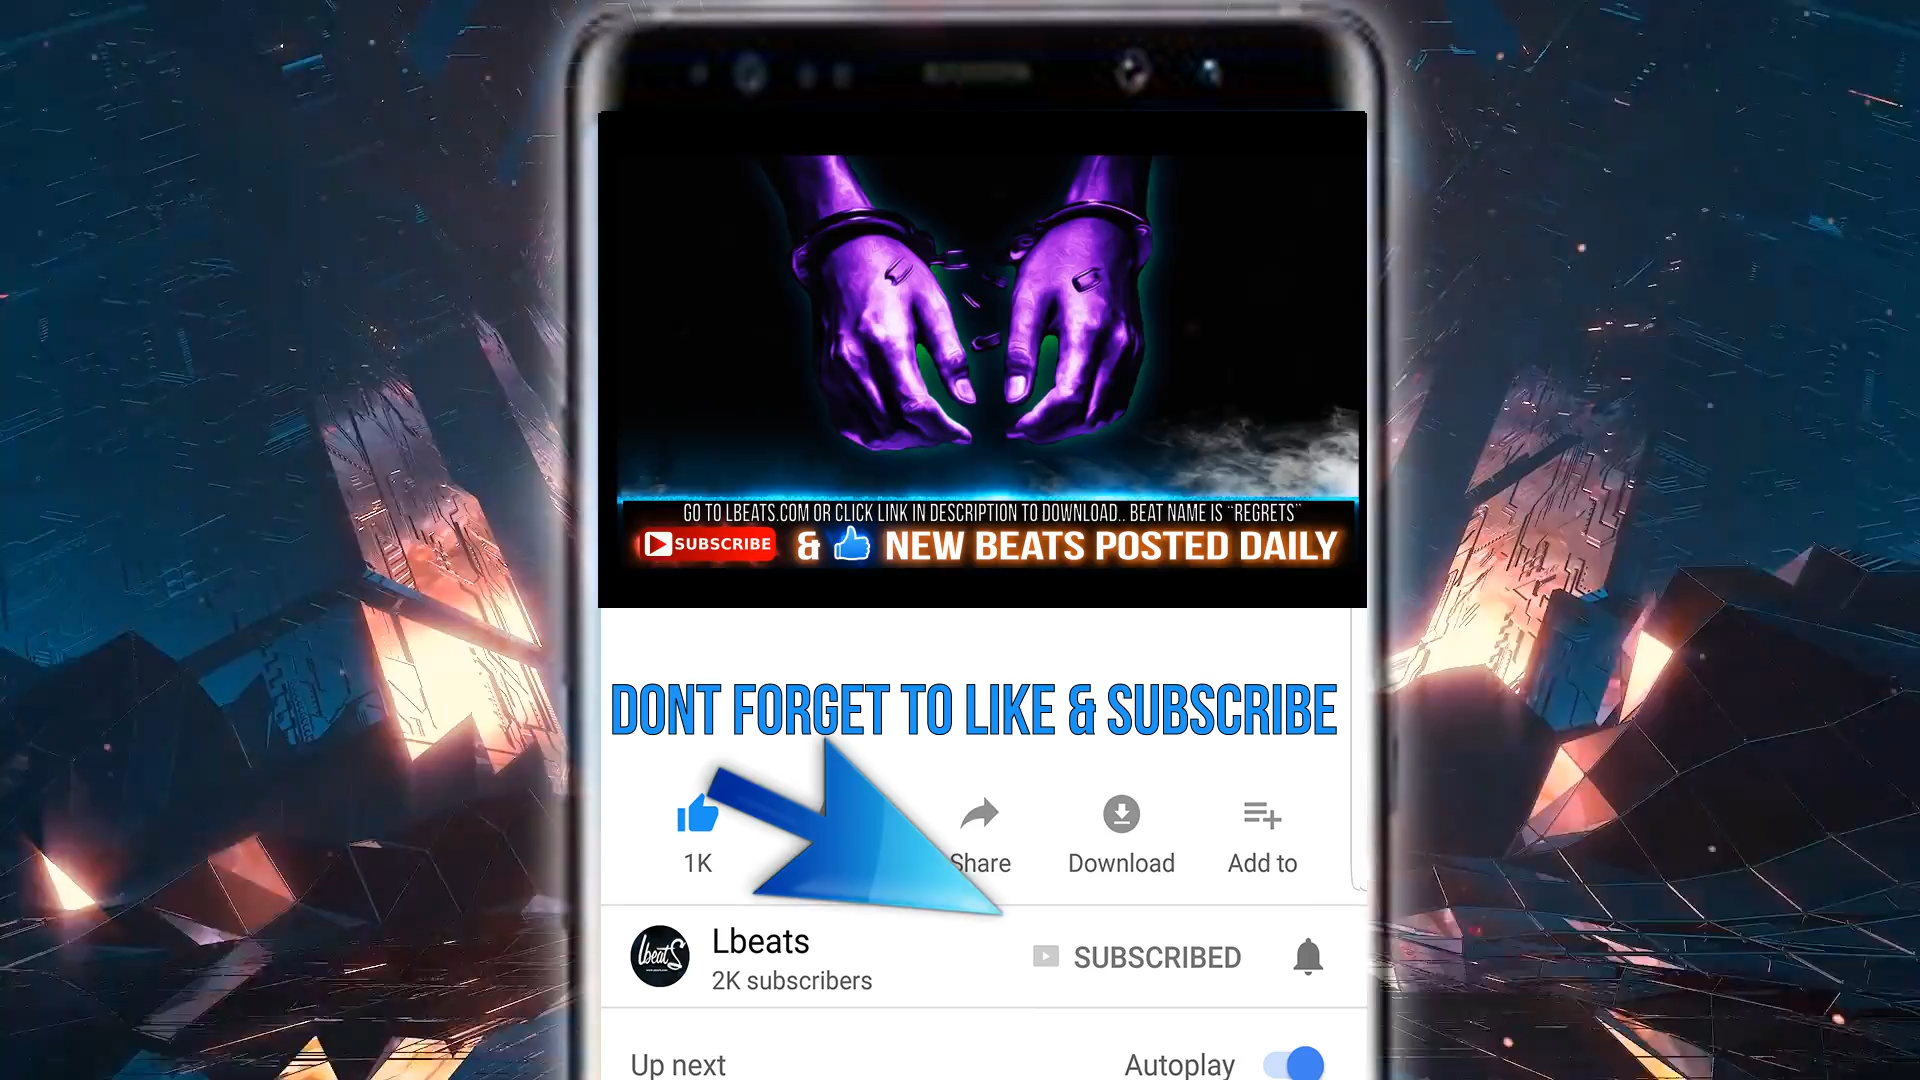 GO TO LBEATS.COM OR CLICK LINK IN DESCRIPTION TO DOWNLOAD.. BEAT NAME IS "REGRETS"
SUBSCRIBE & NEW BEATS POSTED DAILY
DONT FORGET TO LIKE & SUBSCRIBE
1K Share Download Add to
LbeatS
Lbeats SUBSCRIBED
2K subscribers
Up next Autoplay